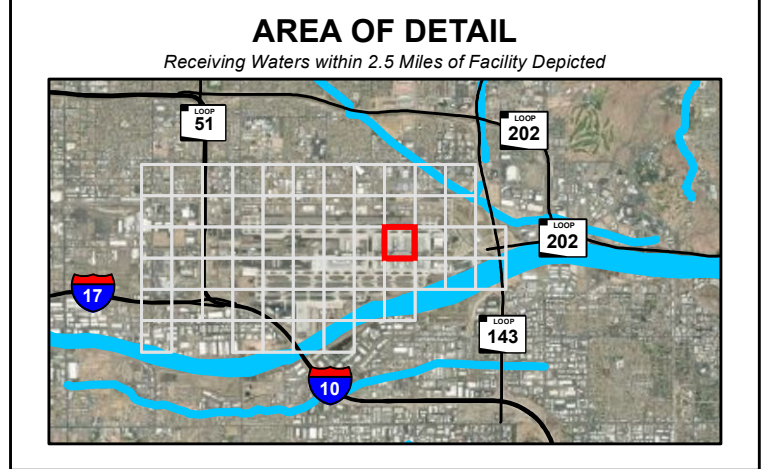 AREA OF DETAIL
Receiving Waters within 2.5 Miles of Facility Depicted
LOOP
51
LOOP
202
LOOP
202
17
LOOP
143
10